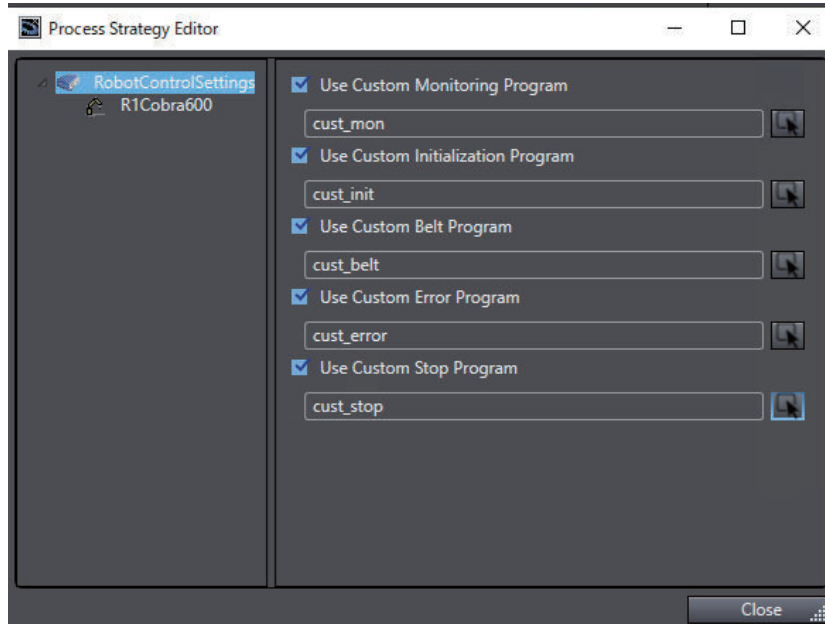 Process Strategy Editor
RobotControlSettings
R1Cobra600
Use Custom Monitoring Program
cust_mon
Use Custom Initialization Program
cust_init
Use Custom Belt Program
cust_belt
Use Custom Error Program
cust_error
Use Custom Stop Program
cust_stop
Close